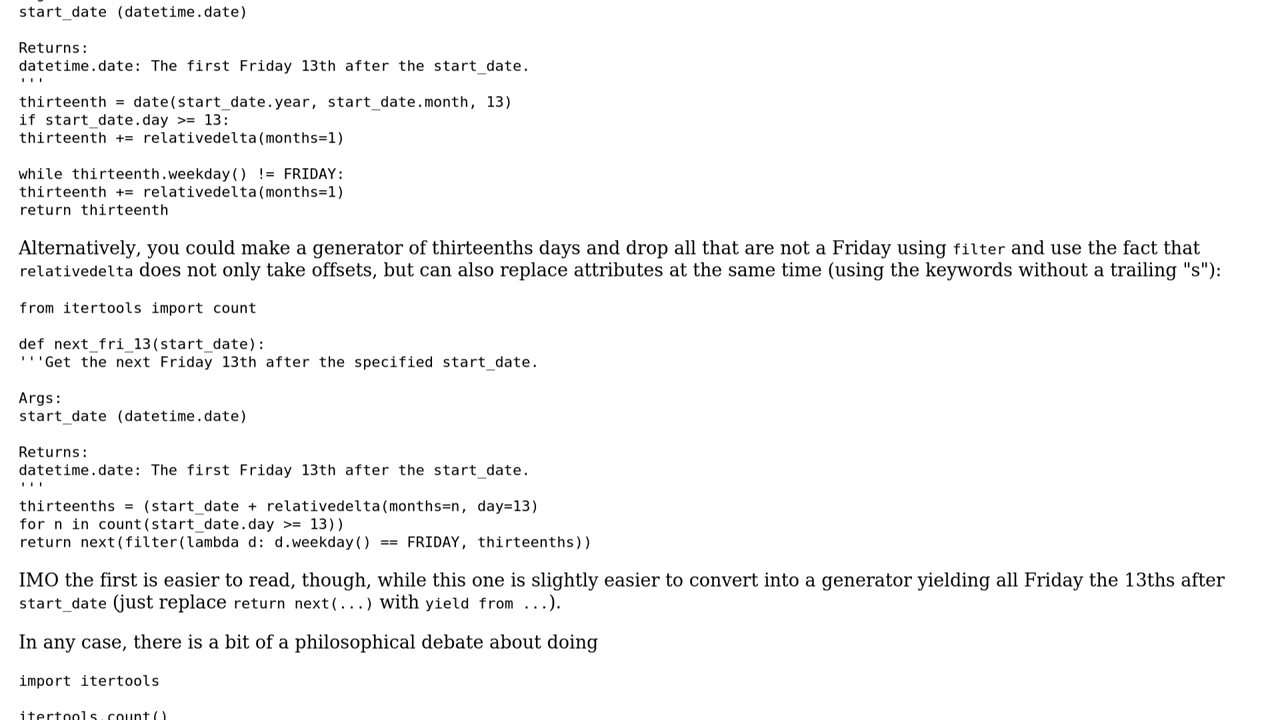 start_date (datetime.date)
Returns:
datetime.date: The first Friday 13th after the start_date.
'''
thirteenth = date(start_date.year, start_date.month, 13)
if start_date.day >= 13:
thirteenth += relativedelta(months=1)
while thirteenth.weekday() != FRIDAY:
thirteenth += relativedelta(months=1)
return thirteenth
Alternatively, you could make a generator of thirteenths days and drop all that are not a Friday using filter and use the fact that
relativedelta does not only take offsets, but can also replace attributes at the same time (using the keywords without a trailing "s"):
from itertools import count
def next_fri_13(start_date):
'''Get the next Friday 13th after the specified start_date.
Args:
start_date (datetime.date)
Returns:
datetime.date: The first Friday 13th after the start_date.
'''
thirteenths = (start_date + relativedelta(months=n, day=13)
for n in count(start_date.day >= 13))
return next(filter(lambda d: d.weekday() == FRIDAY, thirteenths))
IMO the first is easier to read, though, while this one is slightly easier to convert into a generator yielding all Friday the 13ths after
start_date (just replace return next(...) with yield from ...).
In any case, there is a bit of a philosophical debate about doing
import itertools
itertools.count()